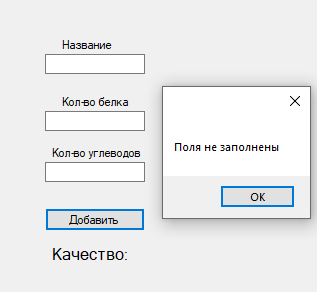 Название
Кол-во белка
Кол-во углеводов
Добавить
Качество:
Поля не заполнены
OK